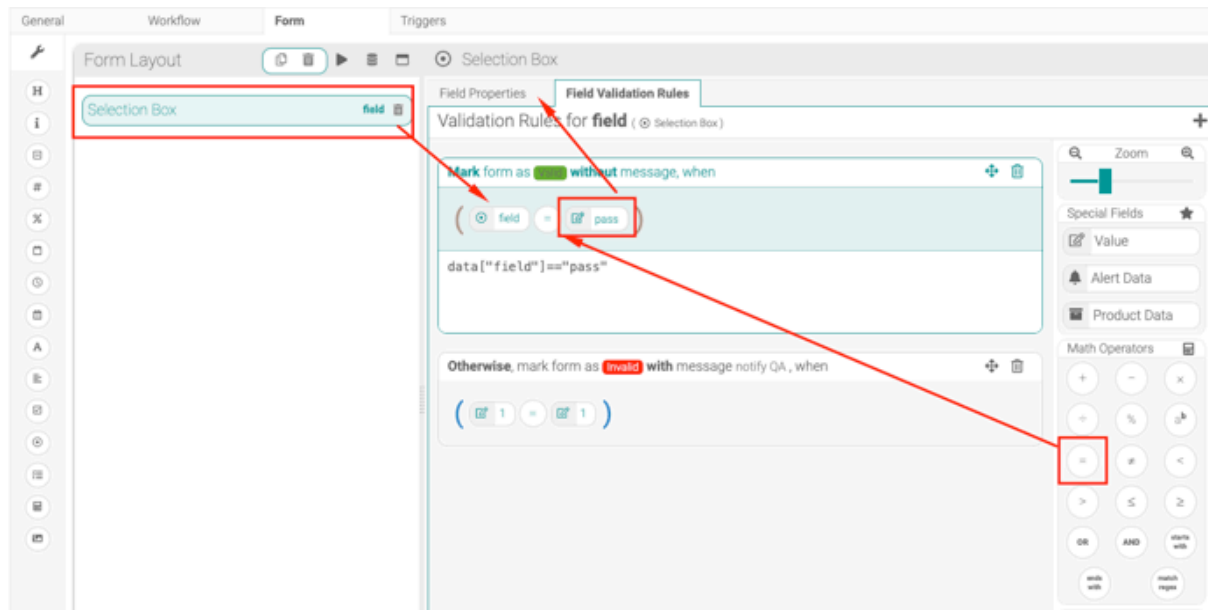 General Workflow Form Triggers
Form Layout
Selection Box
H
i
#
%
A
Selection Box field
Field Properties Field Validation Rules
Validation Rules for field ( Selection Box )
Mark form as Valid without message, when
( field = pass )
data["field"]=="pass"
Otherwise, mark form as Invalid with message notify QA , when
( 1 = 1 )
Zoom
Special Fields
Value
Alert Data
Product Data
Math Operators
+ − ×
÷ % a^b
= ≠ <
> ≤ ≥
OR AND starts with
ends with match regex